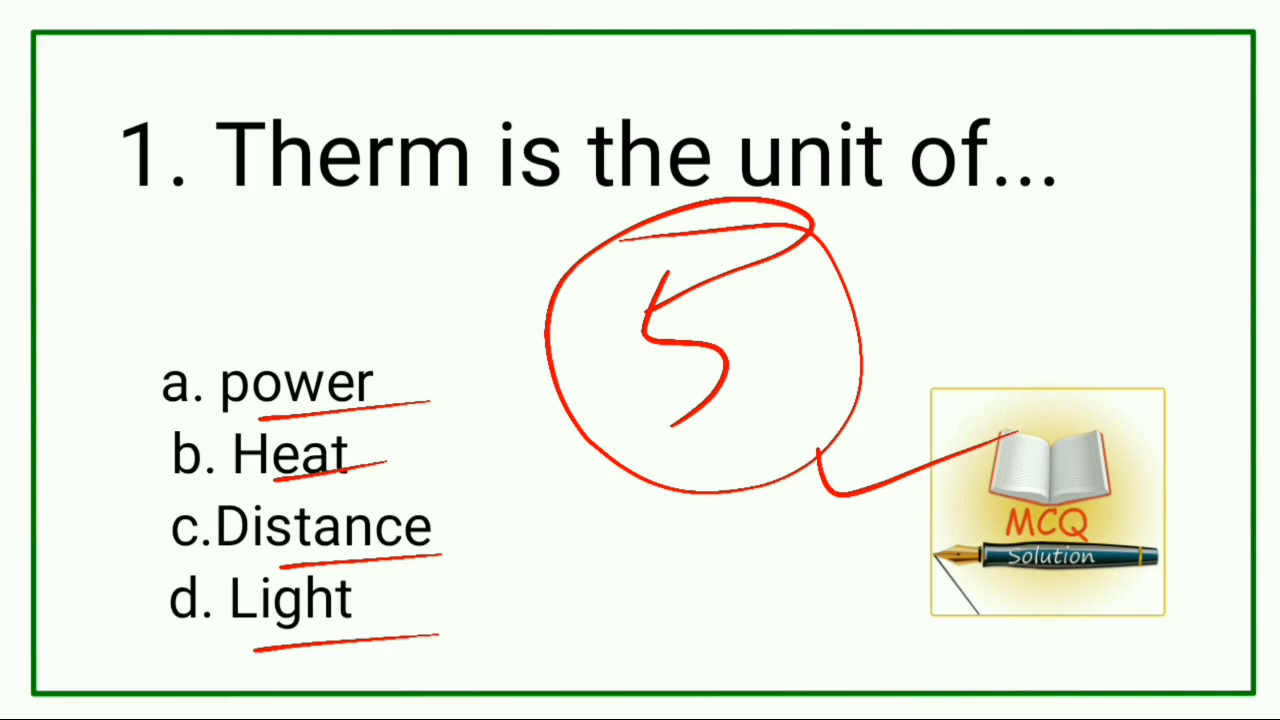 1. Therm is the unit of...
5
a. power
b. Heat
c.Distance
d. Light
MCQ
Solution